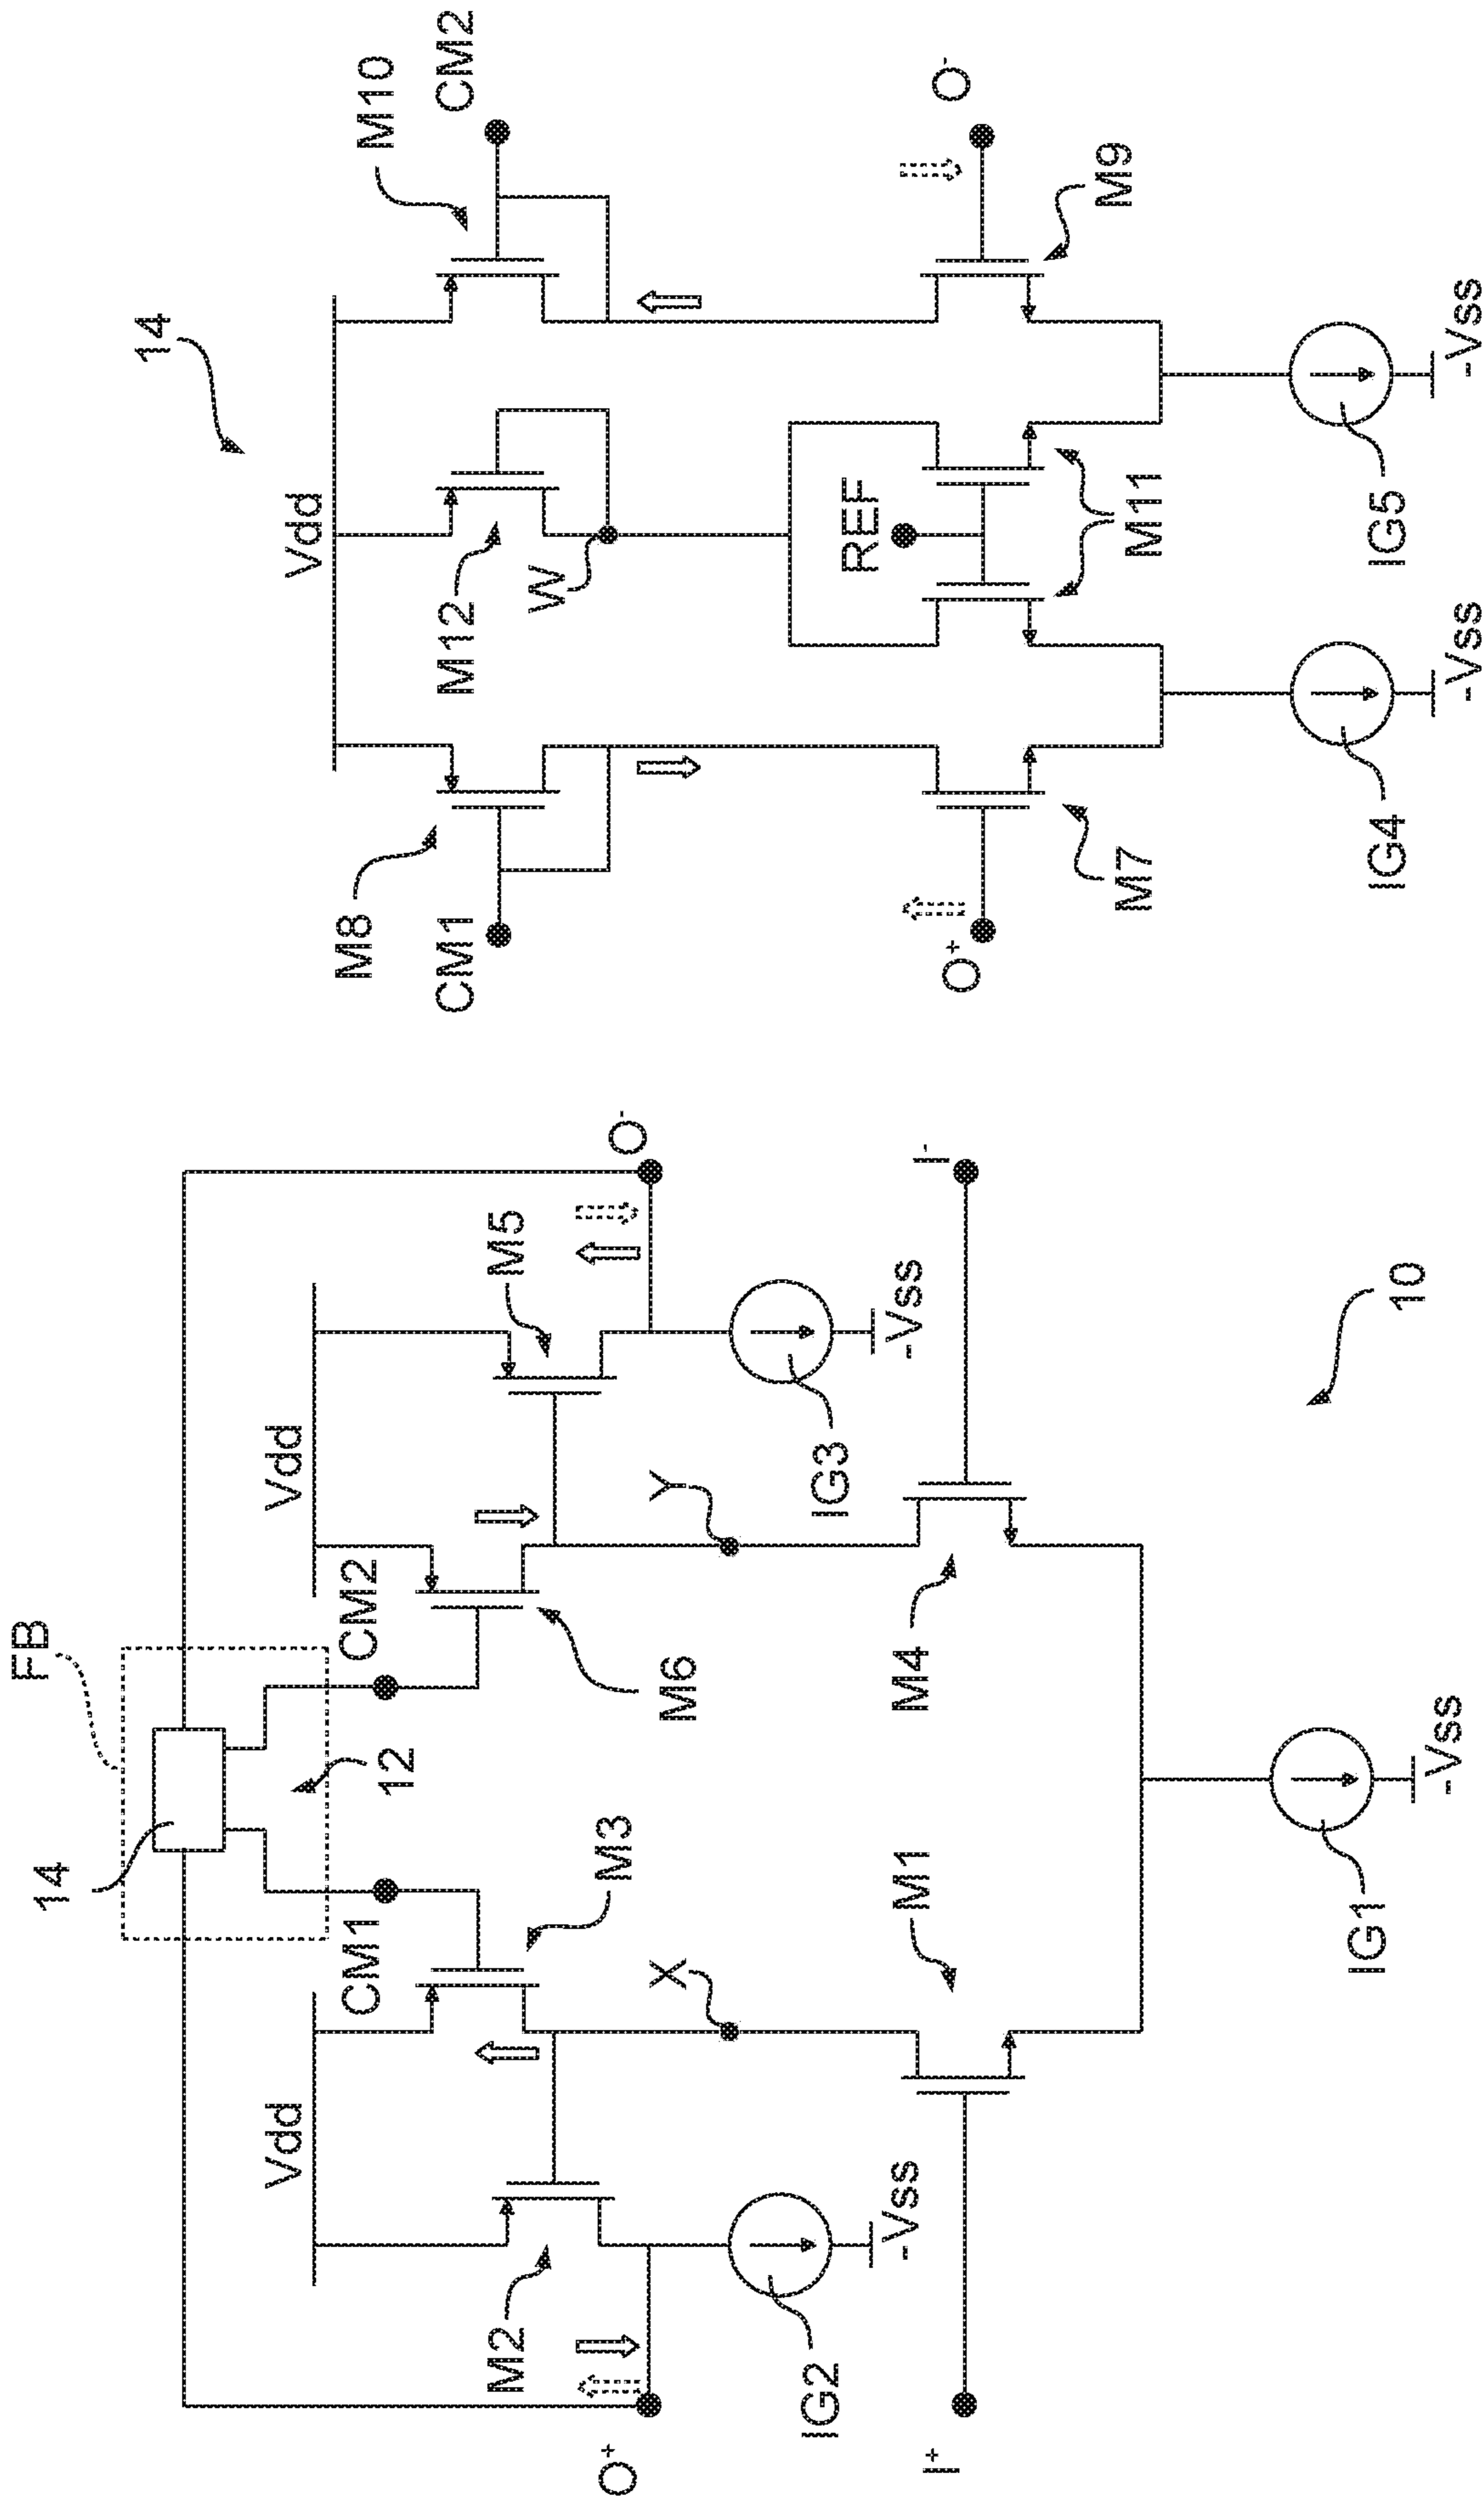 FB
14
12
Vdd
CM1
CM2
Vdd
M2
M3
M6
M5
O+
X
Y
O-
IG2
-Vss
IG3
-Vss
I+
M1
M4
I-
IG1
-Vss
10
14
Vdd
M8
M12
M10
CM1
CM2
W
O+
REF
O-
M7
M11
M9
IG4
-Vss
IG5
-Vss